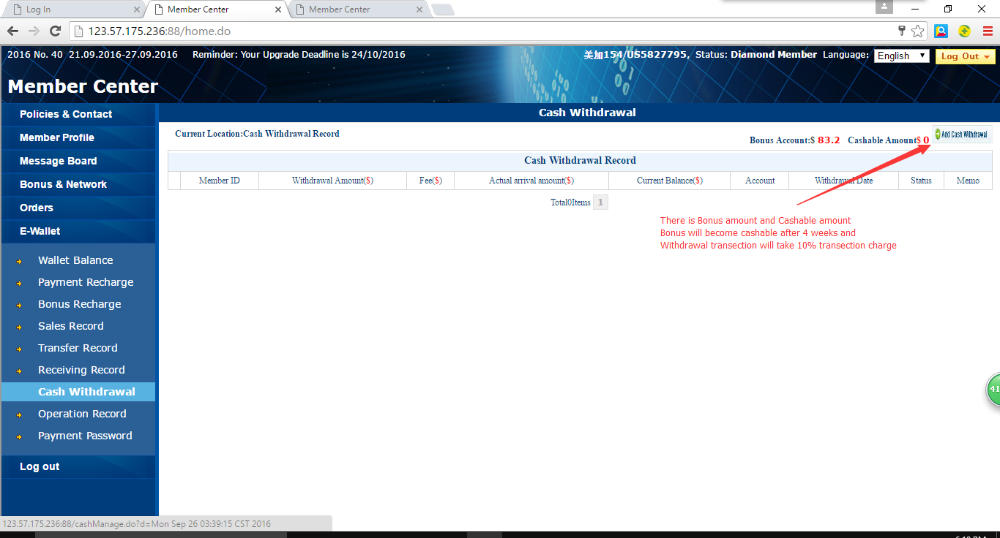 Log In
Member Center
Member Center
123.57.175.236:88/home.do
2016 No. 40 21.09.2016-27.09.2016 Reminder: Your Upgrade Deadline is 24/10/2016 美加154/US5827795, Status: Diamond Member Language: English Log Out
Member Center
Policies & Contact
Member Profile
Message Board
Bonus & Network
Orders
E-Wallet
Wallet Balance
Payment Recharge
Bonus Recharge
Sales Record
Transfer Record
Receiving Record
Cash Withdrawal
Operation Record
Payment Password
Log out
Cash Withdrawal
Current Location:Cash Withdrawal Record
Bonus Account:$ 83.2 Cashable Amount$ 0 Add Cash Withdrawal
Cash Withdrawal Record
Member ID Withdrawal Amount($) Fee($) Actual arrival amount($) Current Balance($) Account Withdrawal Date Status Memo
Total0Items 1
There is Bonus amount and Cashable amount
Bonus will become cashable after 4 weeks and
Withdrawal transection will take 10% transection charge
41
123.57.175.236:88/cashManage.do?d=Mon Sep 26 03:39:15 CST 2016